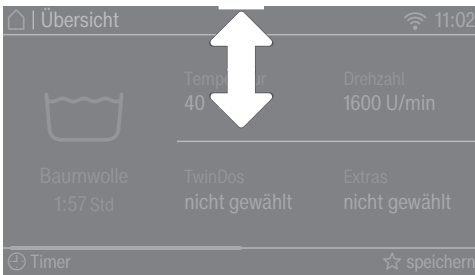 | Übersicht 11:02
Drehzahl
40 1600 U/min
Baumwolle
1:57 Std
TwinDos Extras
nicht gewählt nicht gewählt
Timer speichern